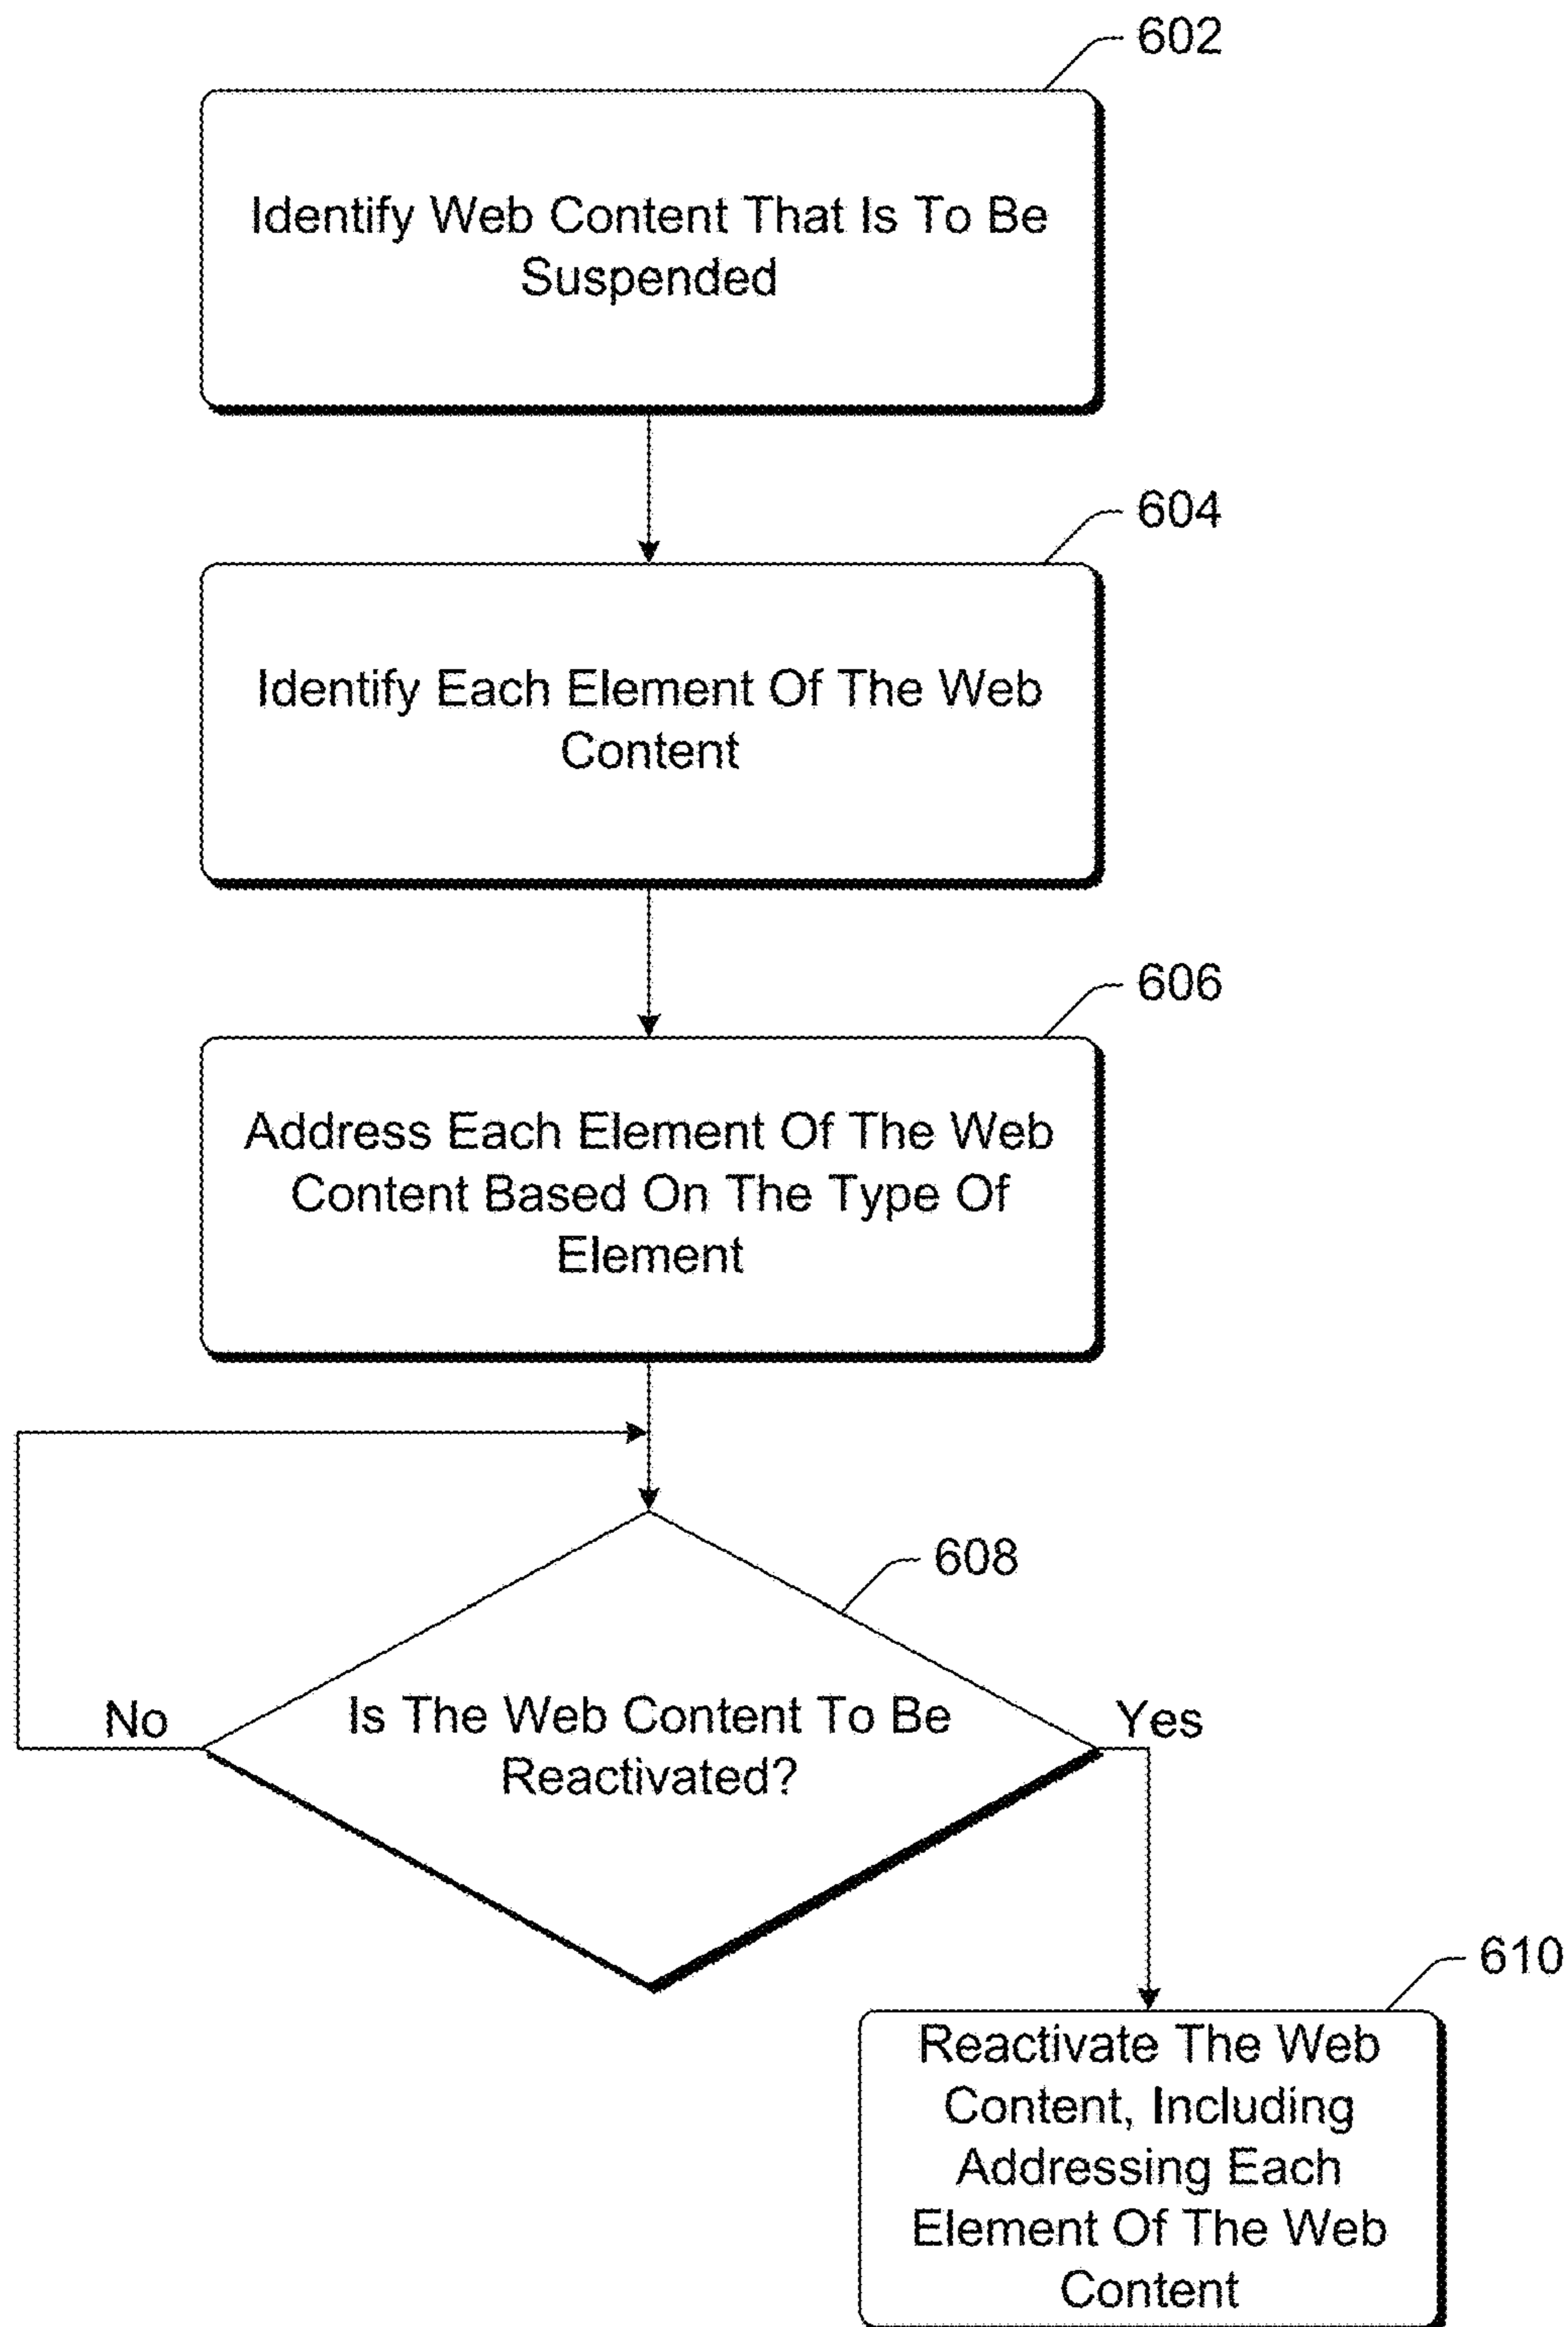 602
Identify Web Content That Is To Be
Suspended
604
Identify Each Element Of The Web
Content
606
Address Each Element Of The Web
Content Based On The Type Of
Element
608
No
Is The Web Content To Be
Reactivated?
Yes
610
Reactivate The Web
Content, Including
Addressing Each
Element Of The Web
Content